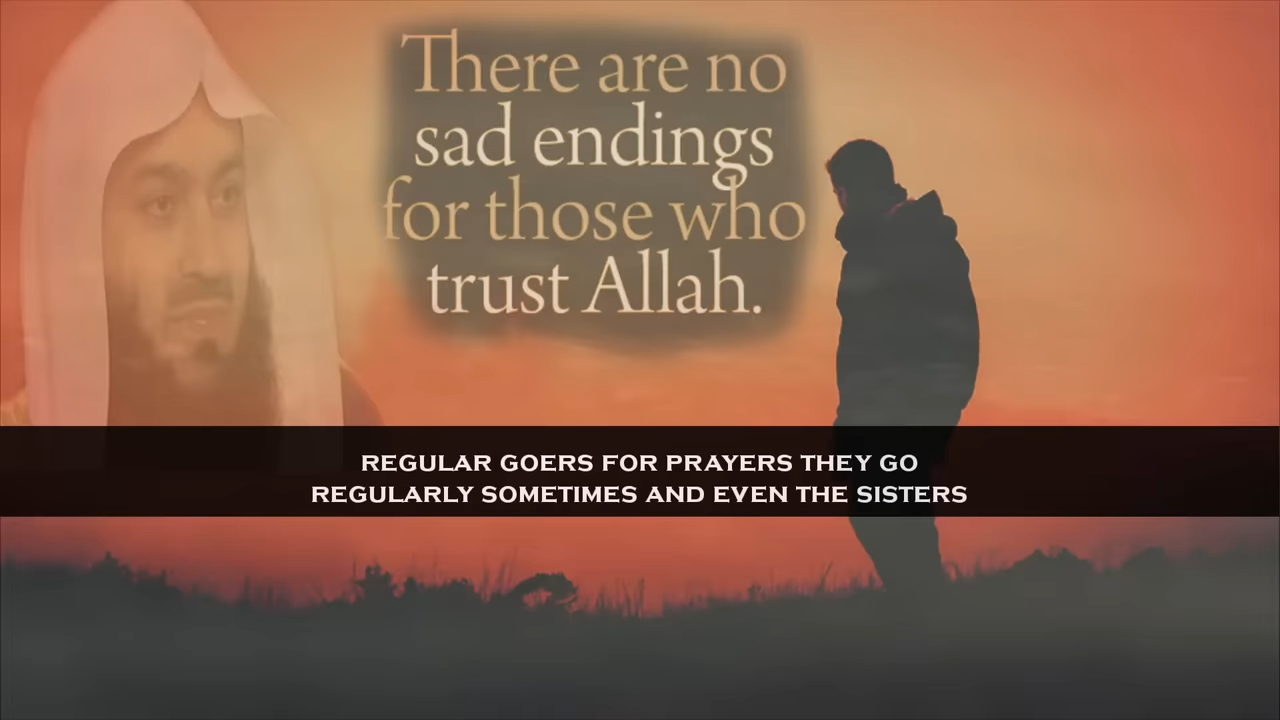 There are no
sad endings
for those who
trust Allah.
REGULAR GOERS FOR PRAYERS THEY GO
REGULARLY SOMETIMES AND EVEN THE SISTERS